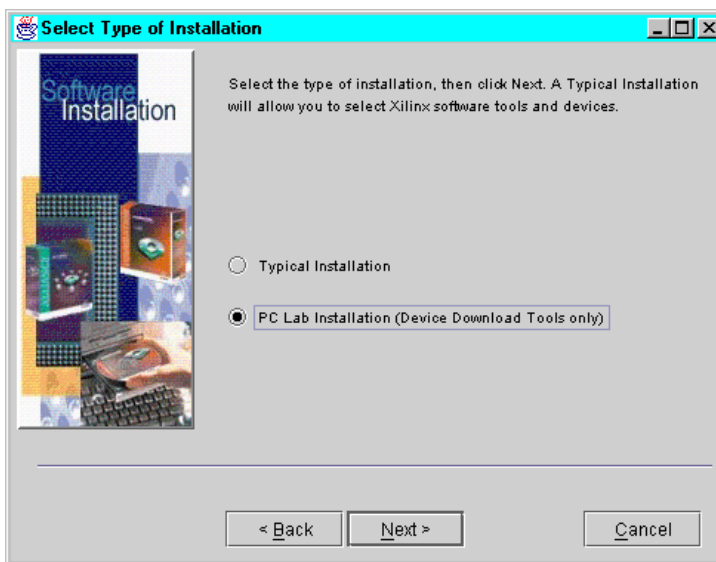 Select Type of Installation
Software
Installation
Select the type of installation, then click Next. A Typical Installation
will allow you to select Xilinx software tools and devices.
Typical Installation
PC Lab Installation (Device Download Tools only)
< Back
Next >
Cancel